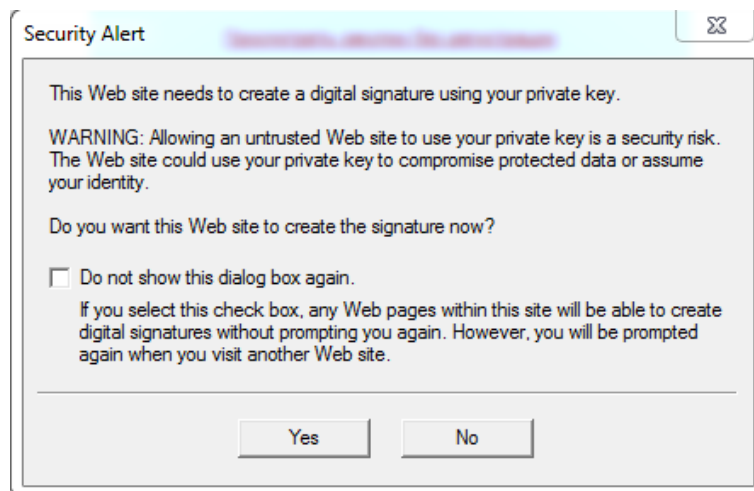 Security Alert
This Web site needs to create a digital signature using your private key.
WARNING: Allowing an untrusted Web site to use your private key is a security risk.
The Web site could use your private key to compromise protected data or assume
your identity.
Do you want this Web site to create the signature now?
Do not show this dialog box again.
If you select this check box, any Web pages within this site will be able to create
digital signatures without prompting you again. However, you will be prompted
again when you visit another Web site.
Yes
No